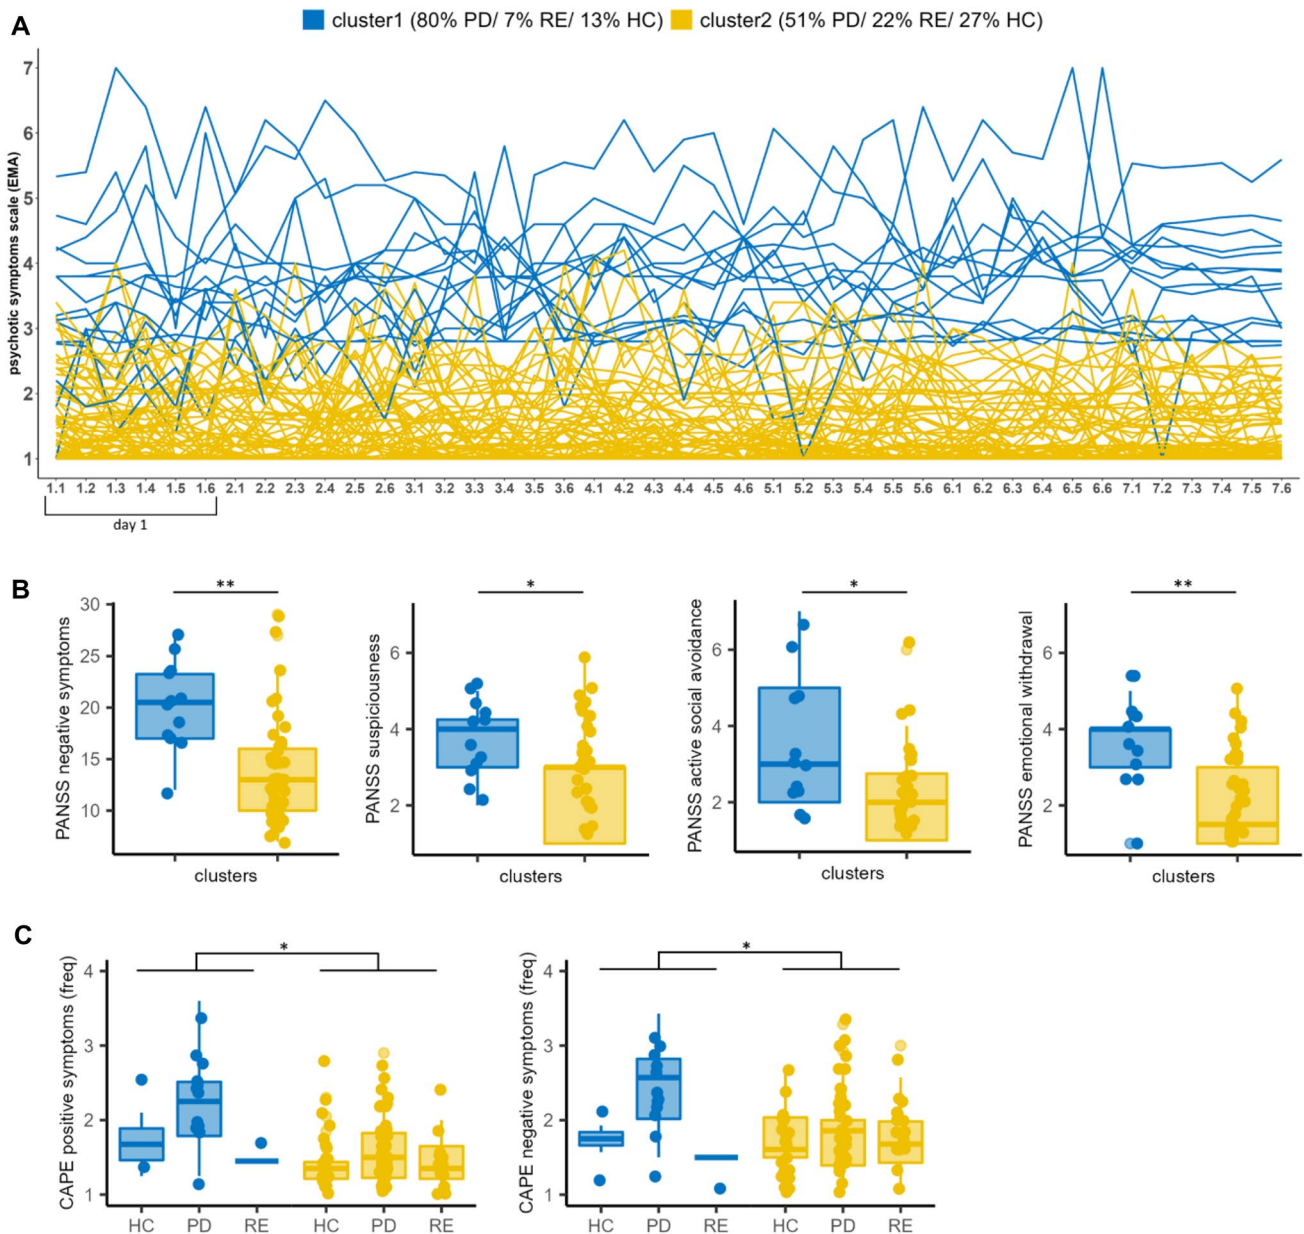 A
cluster1 (80% PD/ 7% RE/ 13% HC) cluster2 (51% PD/ 22% RE/ 27% HC)
psychotic symptoms scale (EMA)
7
6
5
4
3
2
1
1.1 1.2 1.3 1.4 1.5 1.6 2.1 2.2 2.3 2.4 2.5 2.6 3.1 3.2 3.3 3.4 3.5 3.6 4.1 4.2 4.3 4.4 4.5 4.6 5.1 5.2 5.3 5.4 5.5 5.6 6.1 6.2 6.3 6.4 6.5 6.6 7.1 7.2 7.3 7.4 7.5 7.6
day 1
B
PANSS negative symptoms
30
25
20
15
10
**
clusters
PANSS suspiciousness
6
4
2
*
clusters
PANSS active social avoidance
6
4
2
*
clusters
PANSS emotional withdrawal
6
4
2
**
clusters
C
CAPE positive symptoms (freq)
4
3
2
1
*
HC PD RE HC PD RE
CAPE negative symptoms (freq)
4
3
2
1
*
HC PD RE HC PD RE